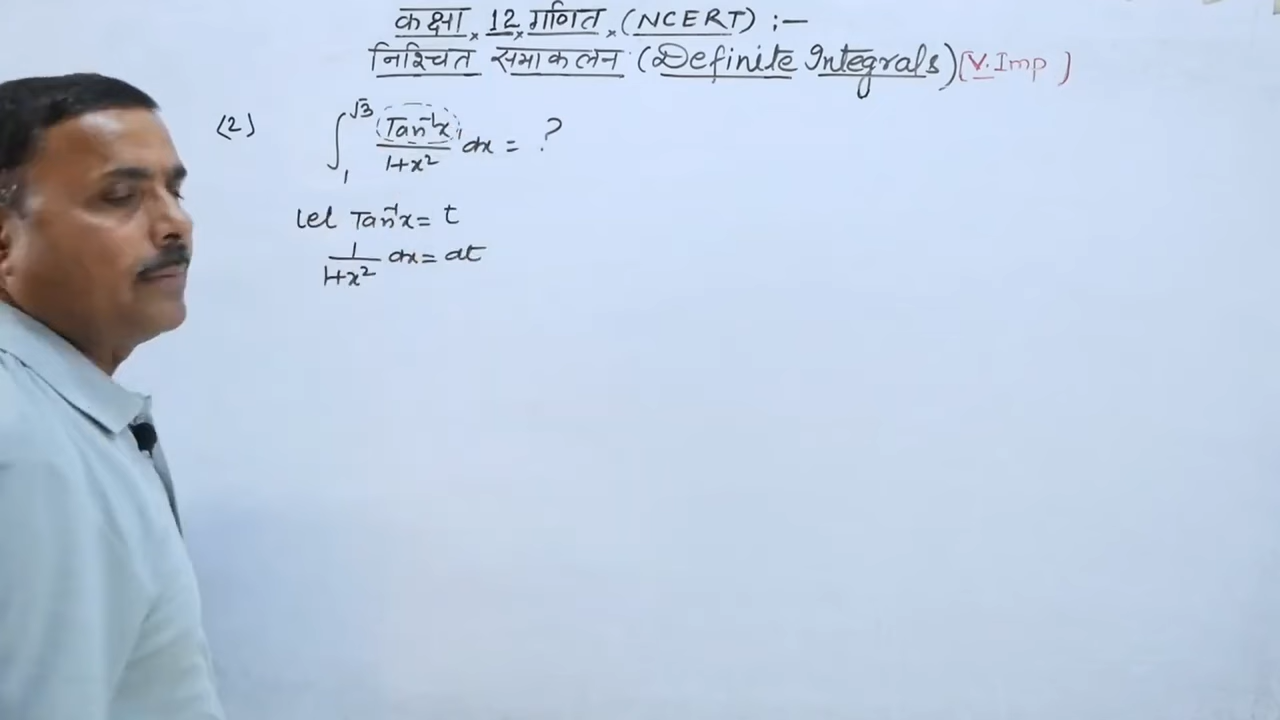 कक्षा × 12 × गणित × (NCERT) :—
निश्चित समाकलन (Definite Integrals) [V. Imp)
(2) ∫₁^√3 Tan⁻¹x / 1+x² dx = ?
Let Tan⁻¹x = t
1 / 1+x² dx = dt